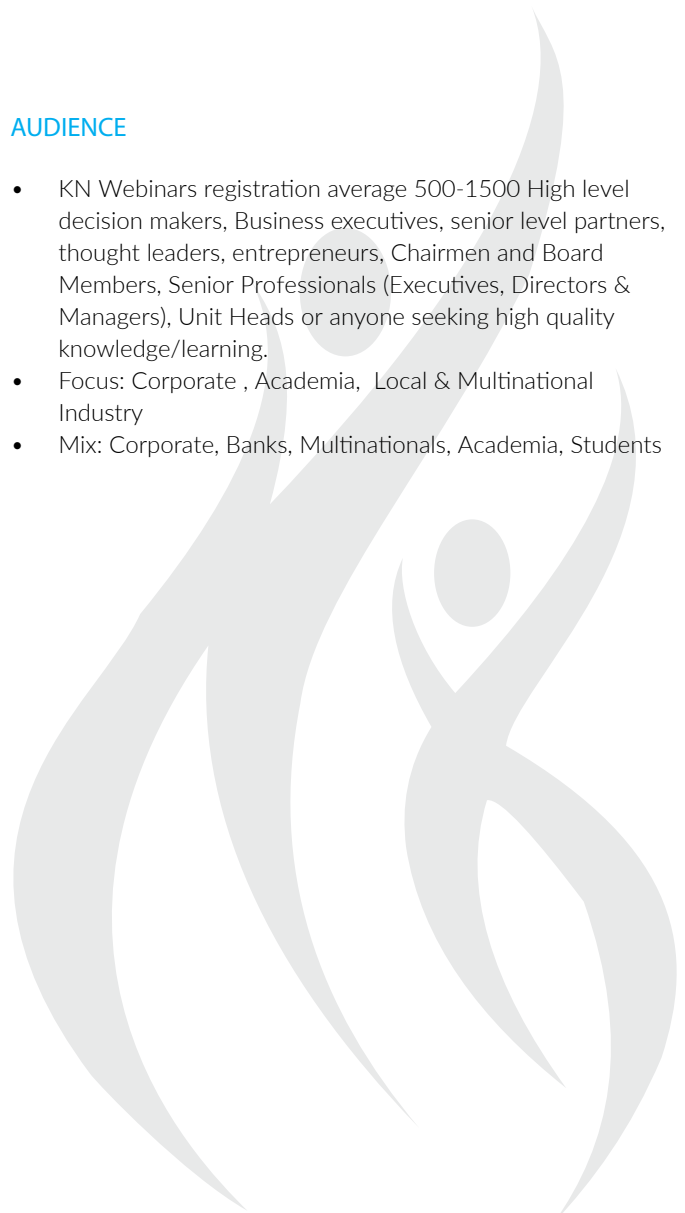 AUDIENCE
• KN Webinars registration average 500-1500 High level
decision makers, Business executives, senior level partners,
thought leaders, entrepreneurs, Chairmen and Board
Members, Senior Professionals (Executives, Directors &
Managers), Unit Heads or anyone seeking high quality
knowledge/learning.
• Focus: Corporate , Academia, Local & Multinational
Industry
• Mix: Corporate, Banks, Multinationals, Academia, Students